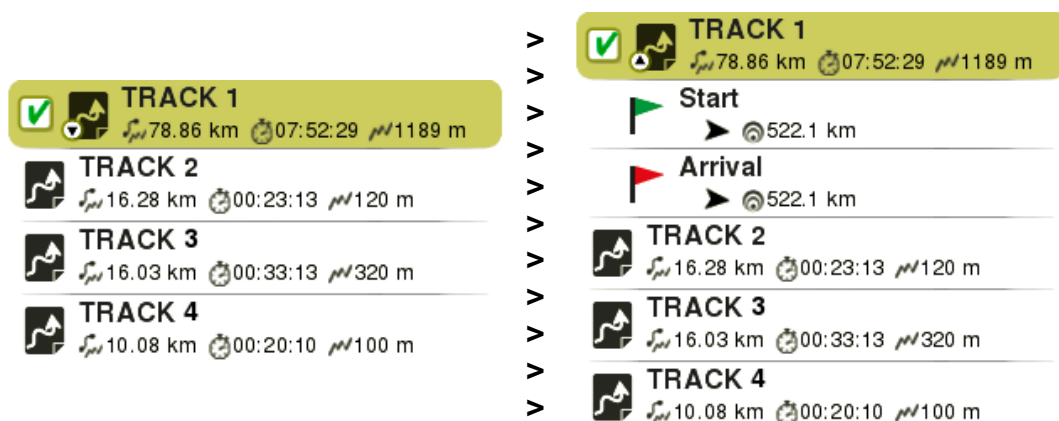 TRACK 1
78.86 km 07:52:29 1189 m
TRACK 2
16.28 km 00:23:13 120 m
TRACK 3
16.03 km 00:33:13 320 m
TRACK 4
10.08 km 00:20:10 100 m
>
>
>
>
>
>
>
>
>
>
>
TRACK 1
78.86 km 07:52:29 1189 m
Start
522.1 km
Arrival
522.1 km
TRACK 2
16.28 km 00:23:13 120 m
TRACK 3
16.03 km 00:33:13 320 m
TRACK 4
10.08 km 00:20:10 100 m